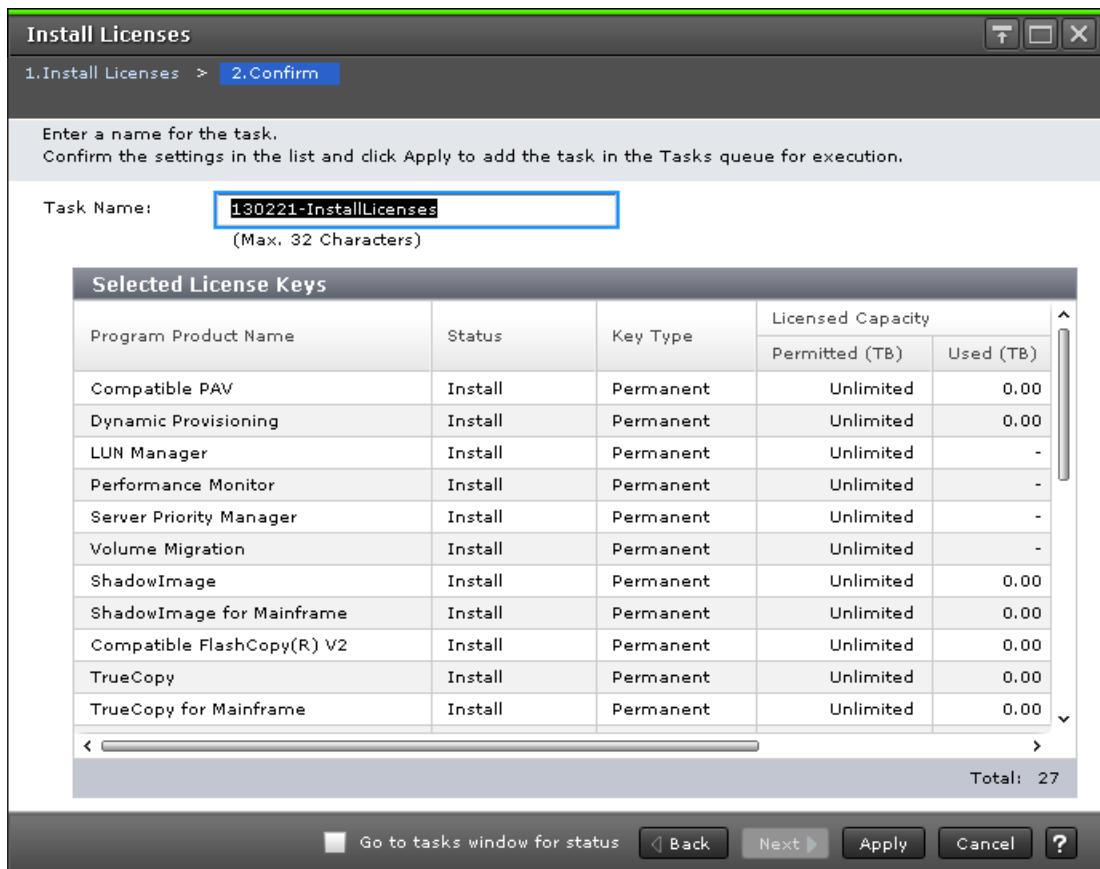 Install Licenses
1.Install Licenses > 2.Confirm
Enter a name for the task.
Confirm the settings in the list and click Apply to add the task in the Tasks queue for execution.
Task Name: 130221-InstallLicenses
(Max. 32 Characters)
Selected License Keys
Program Product Name Status Key Type Licensed Capacity
Permitted (TB) Used (TB)
Compatible PAV Install Permanent Unlimited 0.00
Dynamic Provisioning Install Permanent Unlimited 0.00
LUN Manager Install Permanent Unlimited -
Performance Monitor Install Permanent Unlimited -
Server Priority Manager Install Permanent Unlimited -
Volume Migration Install Permanent Unlimited -
ShadowImage Install Permanent Unlimited 0.00
ShadowImage for Mainframe Install Permanent Unlimited 0.00
Compatible FlashCopy(R) V2 Install Permanent Unlimited 0.00
TrueCopy Install Permanent Unlimited 0.00
TrueCopy for Mainframe Install Permanent Unlimited 0.00
Total: 27
Go to tasks window for status Back Next Apply Cancel ?